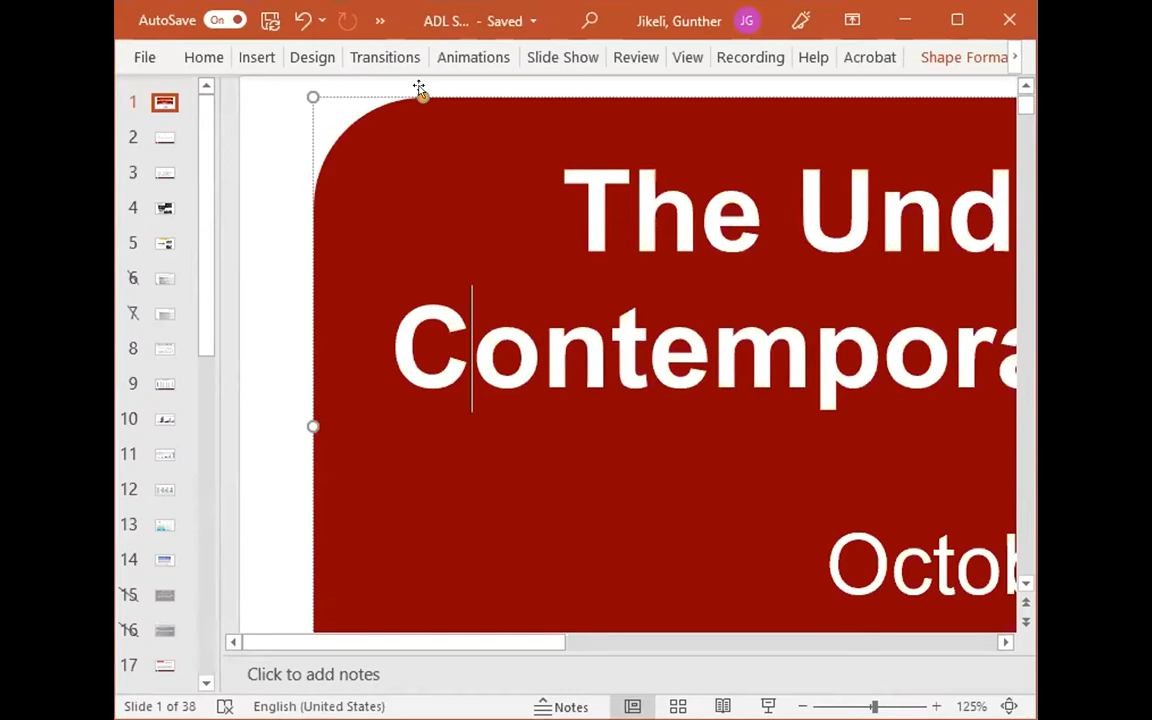 AutoSave On ADL S... - Saved Jikeli, Gunther JG
File Home Insert Design Transitions Animations Slide Show Review View Recording Help Acrobat Shape Forma
1
2
3
4
5
6
7
8
9
10
11
12
13
14
15
16
17
The Und
Contempora
Octob
Click to add notes
Slide 1 of 38 English (United States) Notes 125%